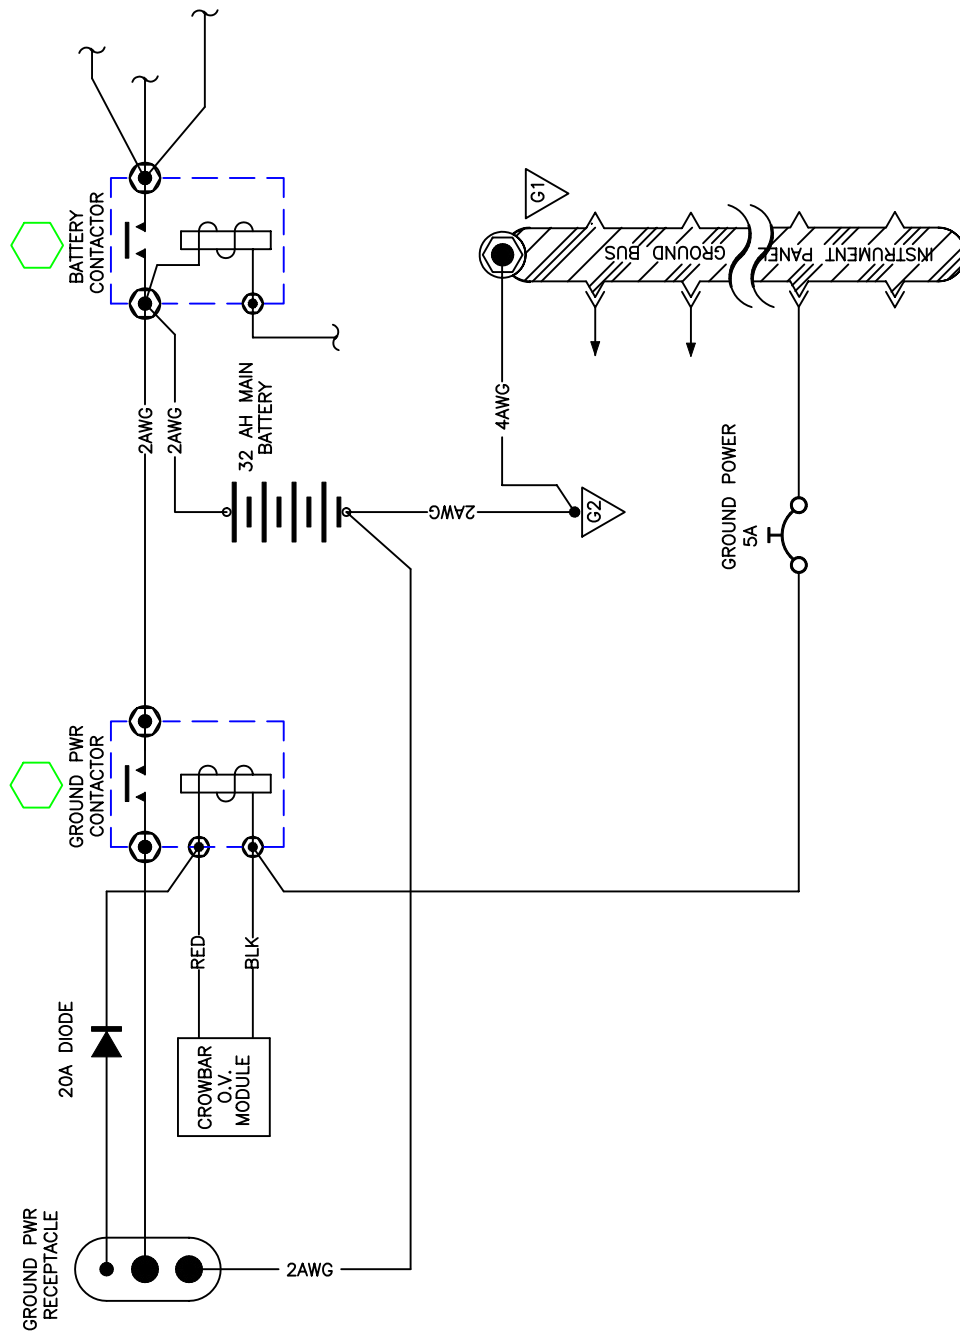 BATTERY
CONTACTOR
G1
INSTRUMENT PANEL GROUND BUS
2AWG
2AWG
32 AH MAIN
BATTERY
4AWG
2AWG
G2
GROUND POWER
5A
GROUND PWR
CONTACTOR
RED
BLK
20A DIODE
CROWBAR
O.V.
MODULE
GROUND PWR
RECEPTACLE
2AWG